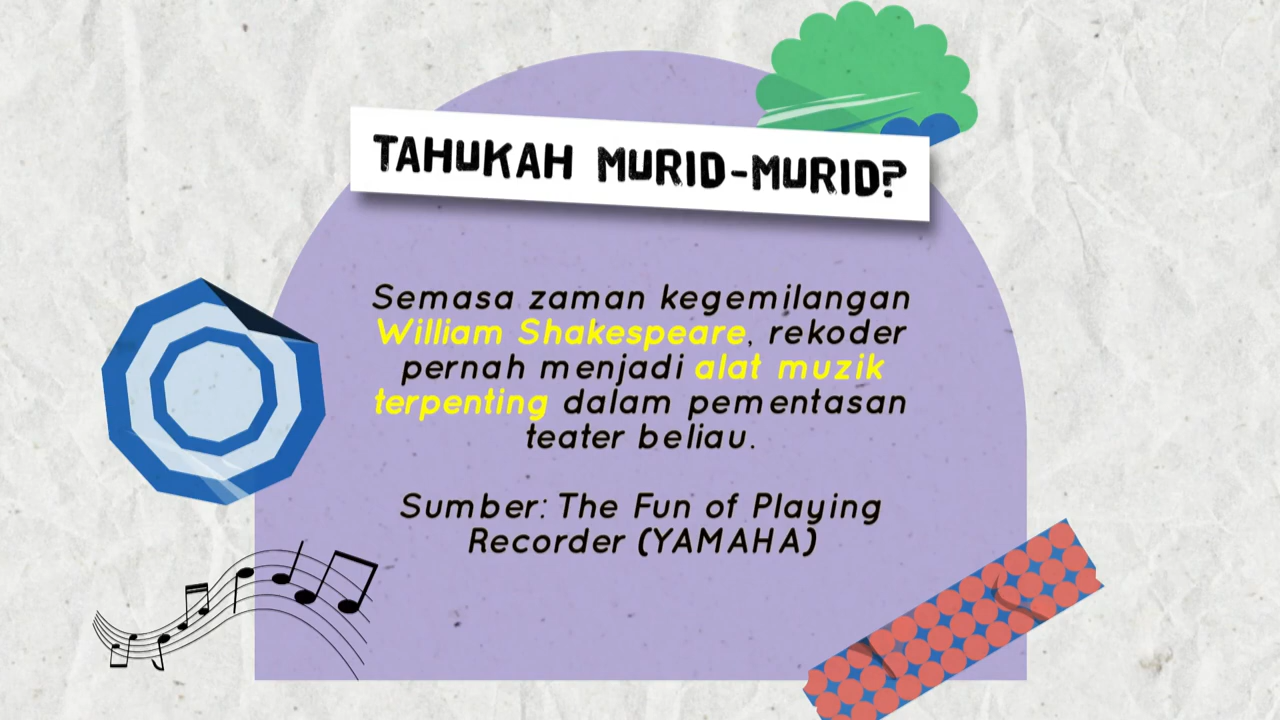 TAHUKAH MURID-MURID?
Semasa zaman kegemilangan
William Shakespeare, rekoder
pernah menjadi alat muzik
terpenting dalam pementasan
teater beliau.
Sumber: The Fun of Playing
Recorder (YAMAHA)